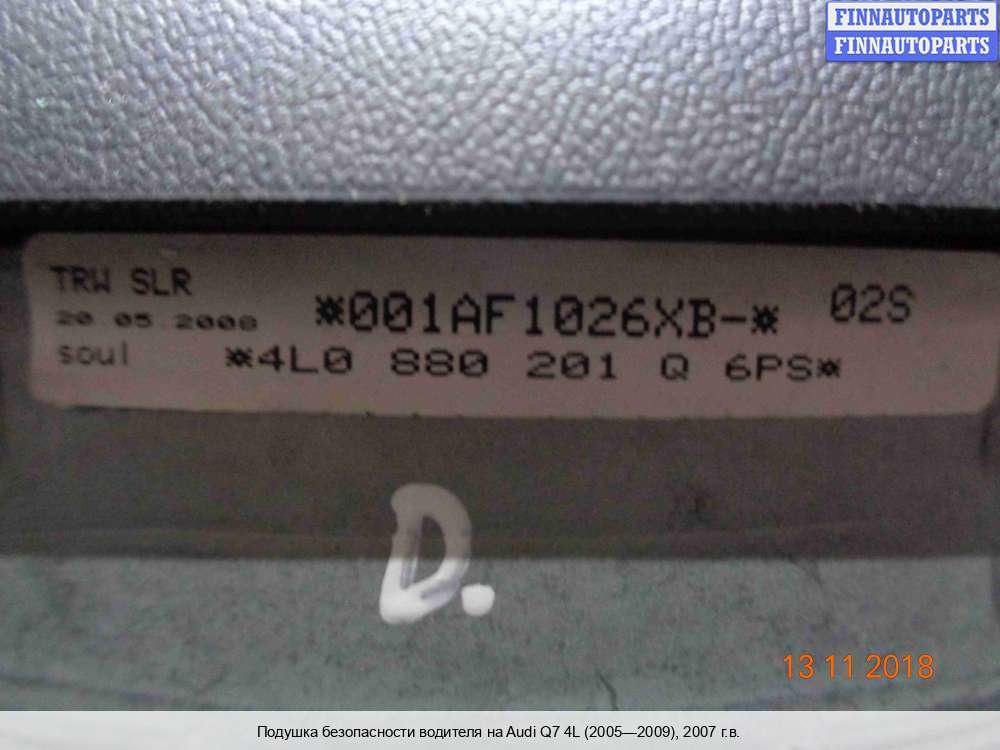 FINNAUTOPARTS
FINNAUTOPARTS
TRW SLR
20.05.2008
*001AF1026XB-*
02S
soul
*4L0 880 201 Q 6PS*
D.
13 11 2018
Подушка безопасности водителя на Audi Q7 4L (2005—2009), 2007 г.в.